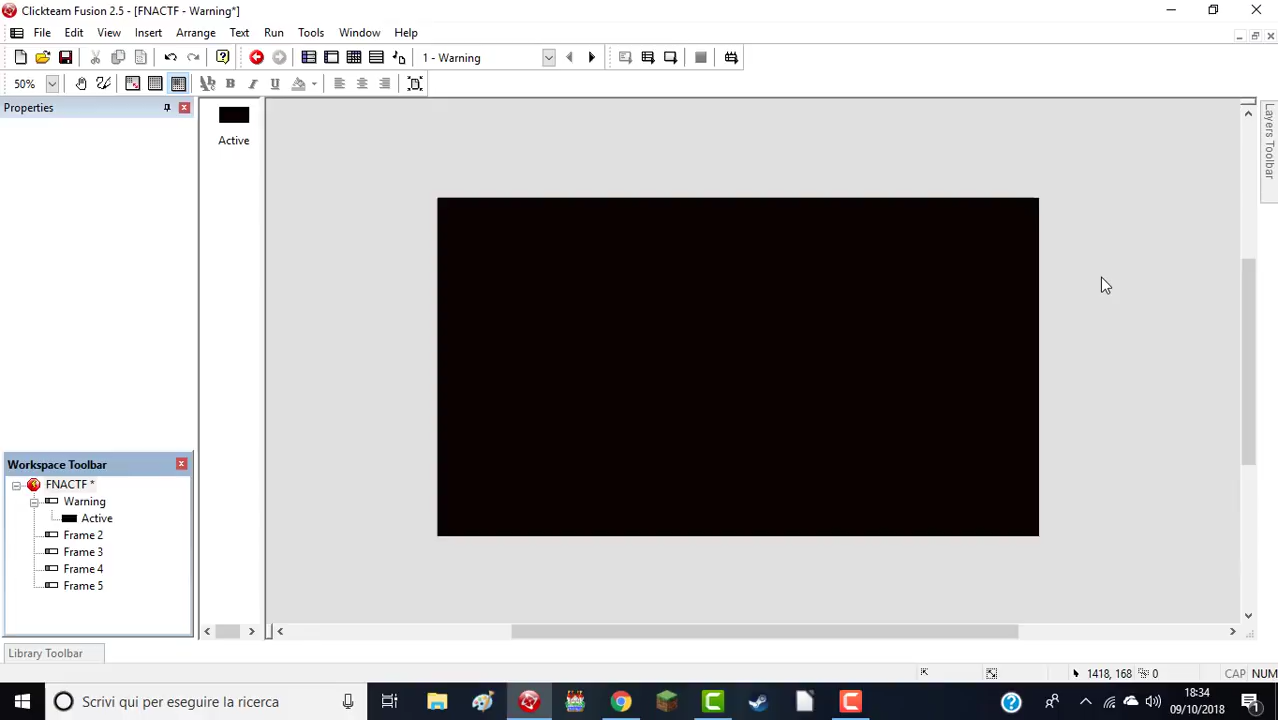 Clickteam Fusion 2.5 - [FNACTF - Warning*]
File Edit View Insert Arrange Text Run Tools Window Help
1 - Warning
50%
Properties
Active
Layers Toolbar
Workspace Toolbar
FNACTF *
Warning
Active
Frame 2
Frame 3
Frame 4
Frame 5
Library Toolbar
1418, 168 0 CAP NUM
Scrivi qui per eseguire la ricerca
18:34
09/10/2018
1